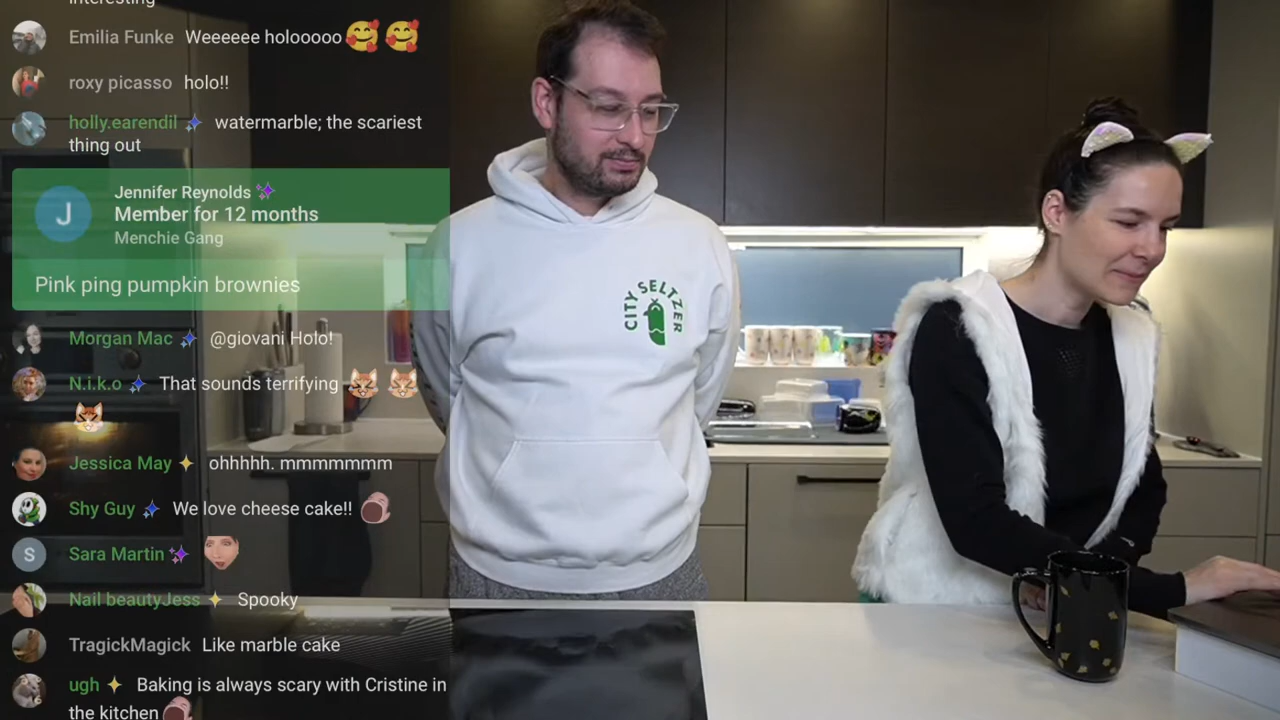 interesting
Emilia Funke Weeeeee holooooo
roxy picasso holo!!
holly.earendil watermarble; the scariest
thing out
Jennifer Reynolds
Member for 12 months
J
Menchie Gang
Pink ping pumpkin brownies
Morgan Mac @giovani Holo!
N.i.k.o That sounds terrifying
Jessica May ohhhhh. mmmmmmm
Shy Guy We love cheese cake!!
S Sara Martin
Nail beautyJess Spooky
TragickMagick Like marble cake
ugh Baking is always scary with Cristine in
the kitchen
CITY SELTZER